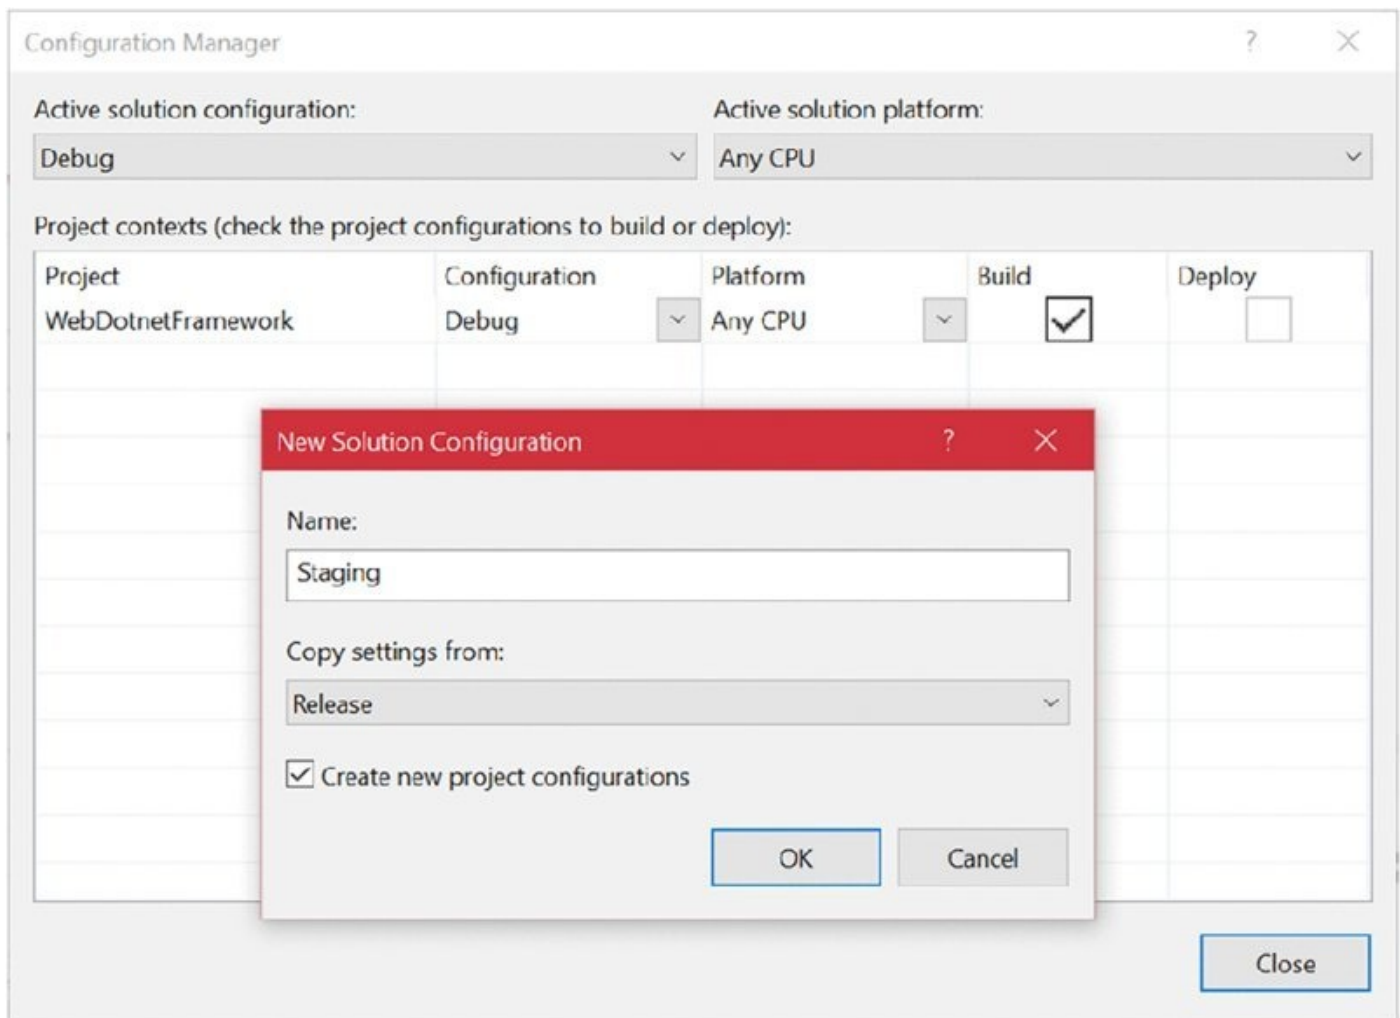 Configuration Manager ?
Active solution configuration: Active solution platform:
Debug Any CPU
Project contexts (check the project configurations to build or deploy):
Project Configuration Platform Build Deploy
WebDotnetFramework Debug Any CPU
New Solution Configuration ?
Name:
Staging
Copy settings from:
Release
Create new project configurations
OK Cancel
Close